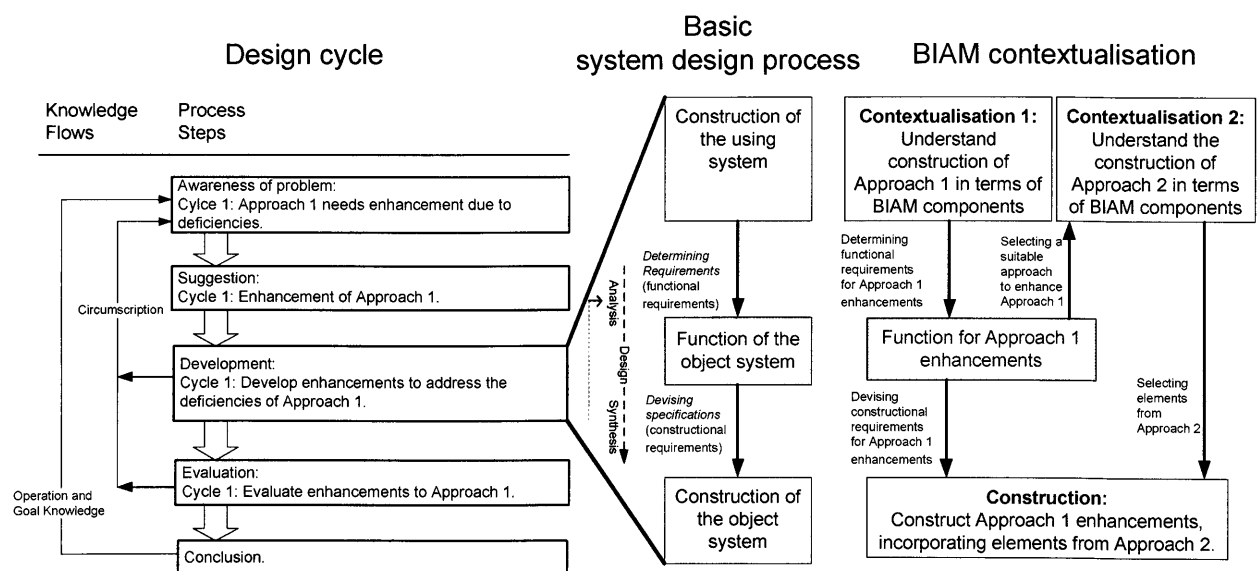 Design cycle
Knowledge
Flows
Process
Steps
Awareness of problem:
Cylce 1: Approach 1 needs enhancement due to
deficiencies.
Suggestion:
Cycle 1: Enhancement of Approach 1.
Circumscription
Development:
Cycle 1: Develop enhancements to address the
deficiencies of Approach 1.
Evaluation:
Cycle 1: Evaluate enhancements to Approach 1.
Operation and
Goal Knowledge
Conclusion.
Basic
system design process
Construction of
the using
system
Determining
Requirements
(functional
requirements)
Analysis
Design
Synthesis
Function of the
object system
Devising
specifications
(constructional
requirements)
Construction of
the object
system
BIAM contextualisation
Contextualisation 1:
Understand
construction of
Approach 1 in terms of
BIAM components
Contextualisation 2:
Understand the
construction of
Approach 2 in terms
of BIAM components
Determining
functional
requirements
for Approach 1
enhancements
Selecting a
suitable
approach
to enhance
Approach 1
Function for Approach 1
enhancements
Devising
constructional
requirements
for Approach 1
enhancements
Selecting
elements
from
Approach 2
Construction:
Construct Approach 1 enhancements,
incorporating elements from Approach 2.